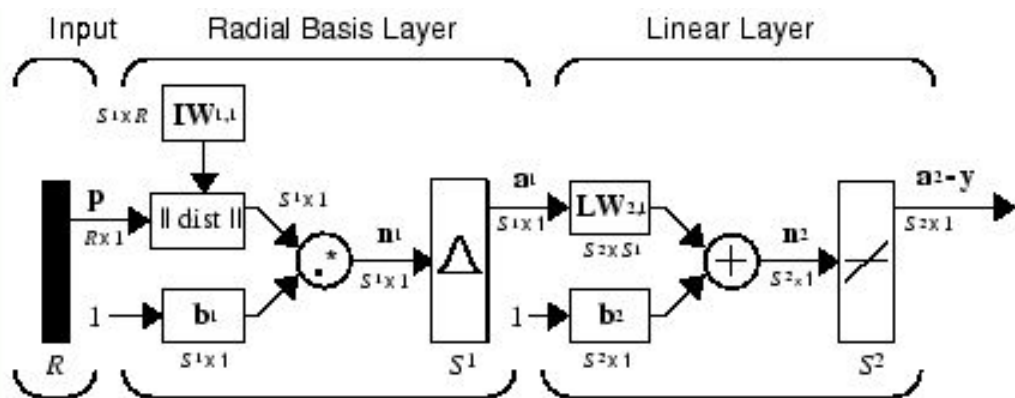 Input Radial Basis Layer Linear Layer
S¹xR IW1,1
p
Rx1
|| dist ||
S¹x1
1
b1
S¹x1
.*
n1
S¹x1
a1
S1x1
LW2,1
S²xS¹
1
b2
S²x1
+
n2
S²x1
a2-y
S2x1
R S¹ S²